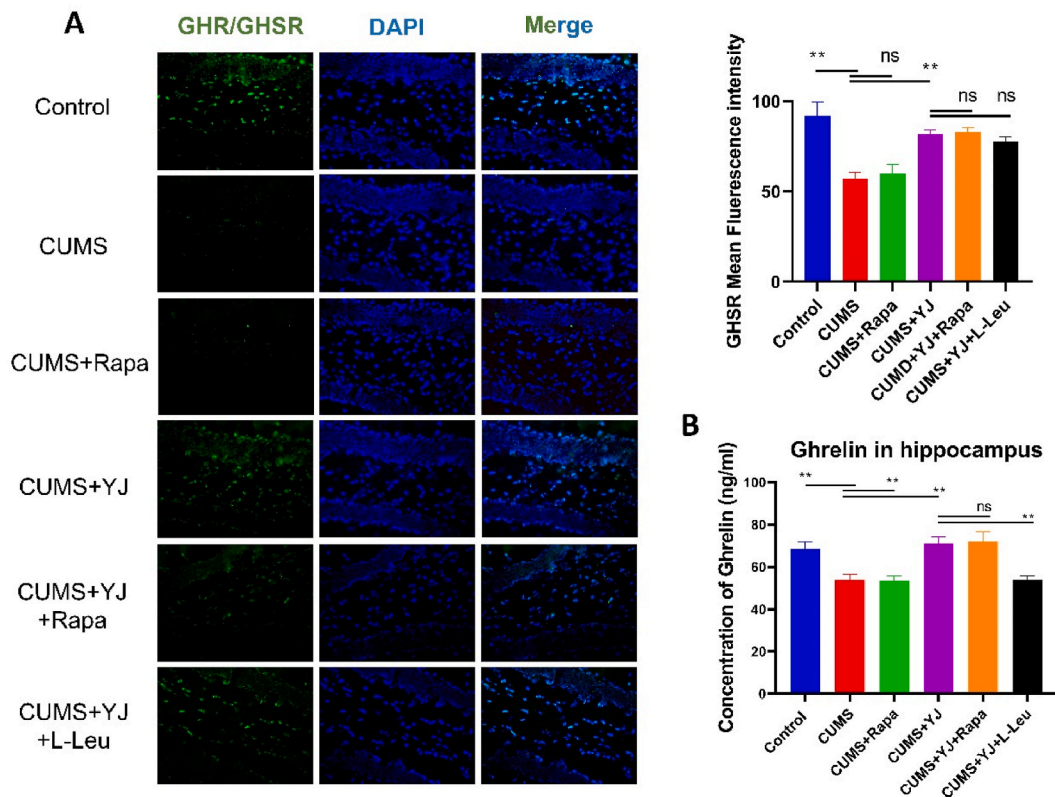 A
GHR/GHSR DAPI Merge
Control
CUMS
CUMS+Rapa
CUMS+YJ
CUMS+YJ
+Rapa
CUMS+YJ
+L-Leu
GHSR Mean Fluerescence intensity
100
50
0
** ns ** ns ns
Control
CUMS
CUMS+Rapa
CUMS+YJ
CUMD+YJ+Rapa
CUMS+YJ+L-Leu
B
Ghrelin in hippocampus
Concentration of Ghrelin (ng/ml)
100
80
60
40
20
0
** ** ** ns **
Control
CUMS
CUMS+Rapa
CUMS+YJ
CUMS+YJ+Rapa
CUMS+YJ+L-Leu